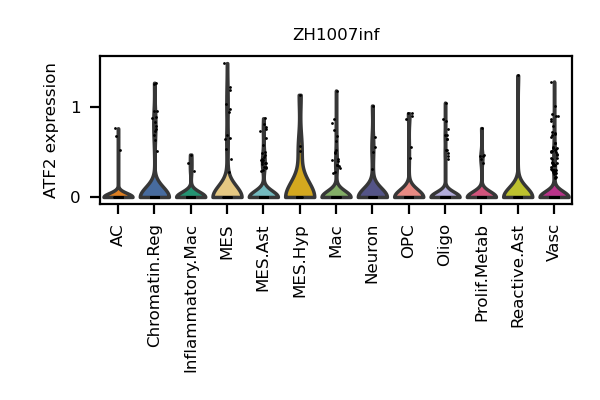 ZH1007inf
ATF2 expression
1
0
AC
Chromatin.Reg
Inflammatory.Mac
MES
MES.Ast
MES.Hyp
Mac
Neuron
OPC
Oligo
Prolif.Metab
Reactive.Ast
Vasc